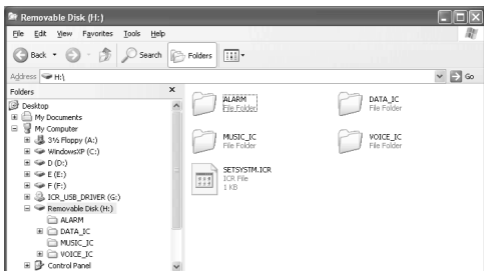 Removable Disk (H:)
File Edit View Favorites Tools Help
Back Search Folders
Address H:\ Go
Folders
Desktop
My Documents
My Computer
3½ Floppy (A:)
WindowsXP (C:)
D (D:)
E (E:)
F (F:)
ICR_USB_DRIVER (G:)
Removable Disk (H:)
ALARM
DATA_IC
MUSIC_IC
VOICE_IC
Control Panel
ALARM
File Folder
DATA_IC
File Folder
MUSIC_IC
File Folder
VOICE_IC
File Folder
SETSYSTM.ICR
ICR File
1 KB